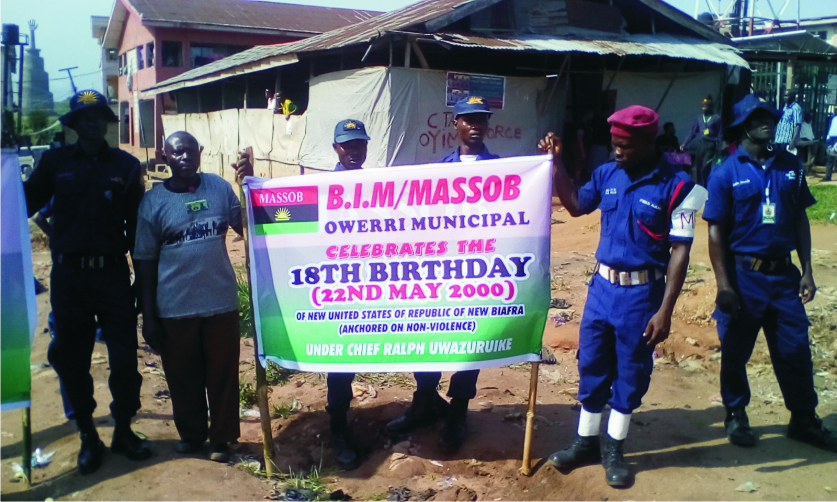 MASSOB
B.I.M/MASSOB
OWERRI MUNICIPAL
CELEBRATES THE
18TH BIRTHDAY
(22ND MAY 2000)
OF NEW UNITED STATES OF REPUBLIC OF NEW BIAFRA
(ANCHORED ON NON-VIOLENCE)
UNDER CHIEF RALPH UWAZURUIKE
M